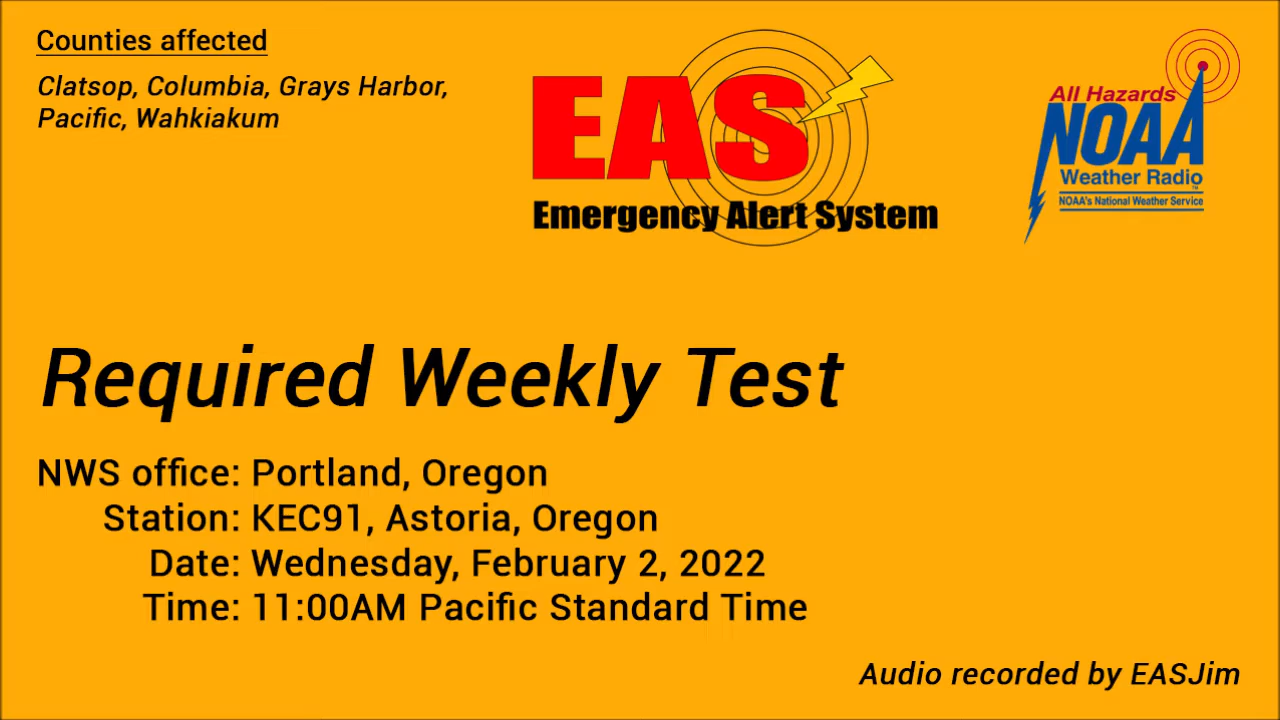 Counties affected
Clatsop, Columbia, Grays Harbor,
Pacific, Wahkiakum
EAS
Emergency Alert System
All Hazards
NOAA
Weather Radio
TM
NOAA's National Weather Service
Required Weekly Test
NWS office: Portland, Oregon
Station: KEC91, Astoria, Oregon
Date: Wednesday, February 2, 2022
Time: 11:00AM Pacific Standard Time
Audio recorded by EASJim